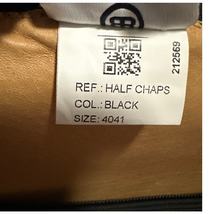 B
212569
REF.: HALF CHAPS
COL.: BLACK
SIZE: 4041